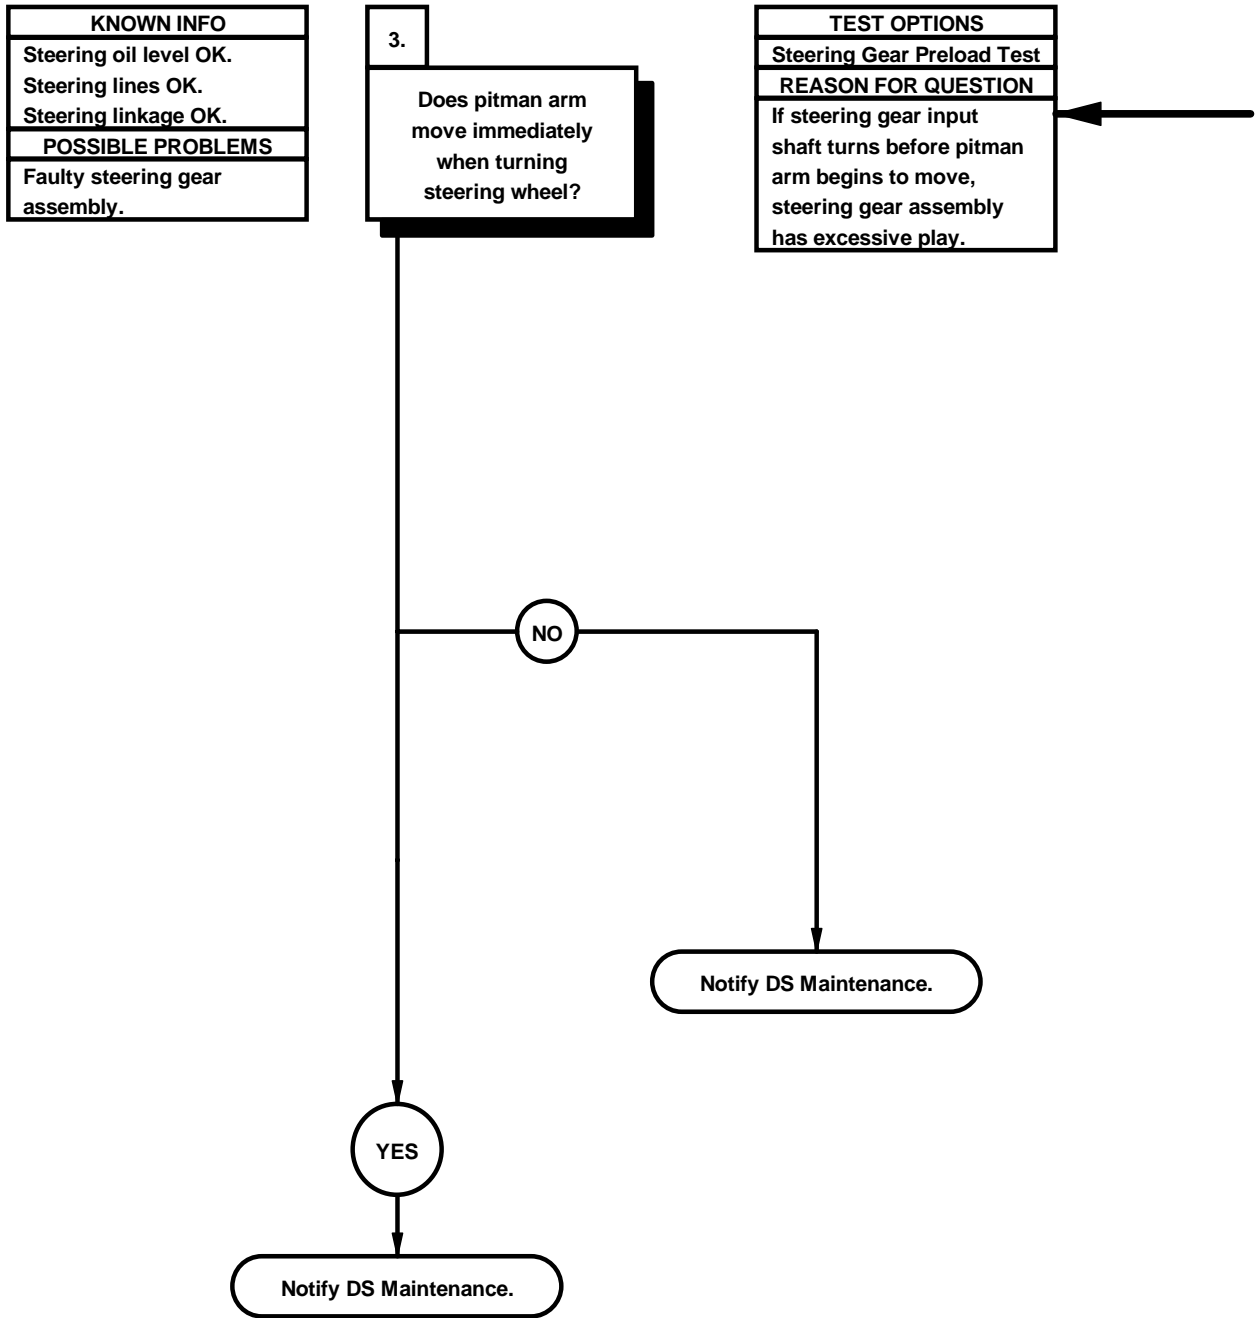 KNOWN INFO
Steering oil level OK.
Steering lines OK.
Steering linkage OK.
POSSIBLE PROBLEMS
Faulty steering gear
assembly.
3.
Does pitman arm
move immediately
when turning
steering wheel?
TEST OPTIONS
Steering Gear Preload Test
REASON FOR QUESTION
If steering gear input
shaft turns before pitman
arm begins to move,
steering gear assembly
has excessive play.
NO
Notify DS Maintenance.
YES
Notify DS Maintenance.